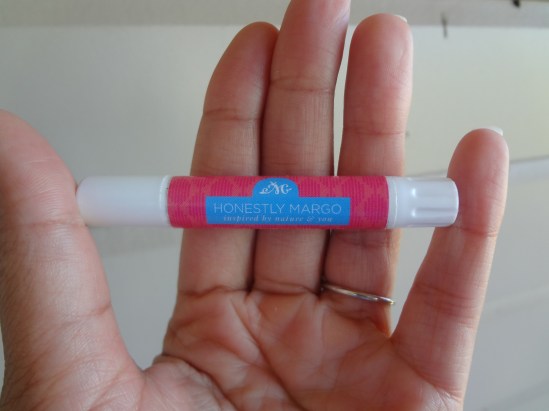 HONESTLY MARGO
inspired by nature & you